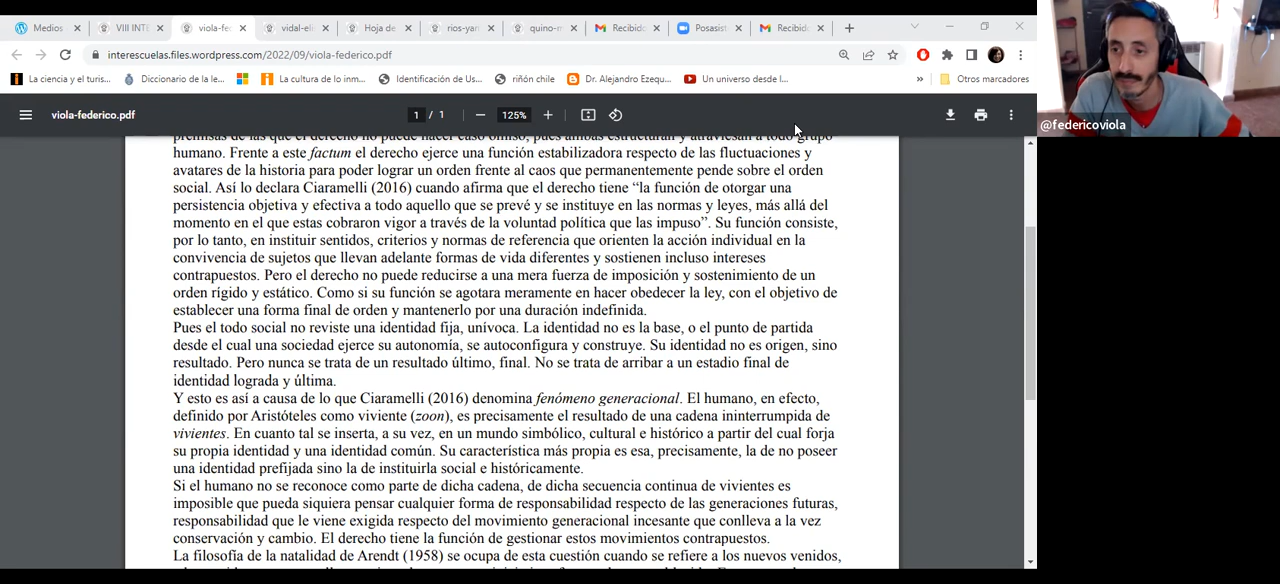 Medios
VIII INTE
viola-fe
vidal-eli
Hoja de
rios-yan
quino-m
Recibido
Posasist
Recibido
interescuelas.files.wordpress.com/2022/09/viola-federico.pdf
La ciencia y el turis...
Diccionario de la le...
La cultura de la inm...
Identificación de Us...
riñón chile
Dr. Alejandro Ezequ...
Un universo desde l...
»
Otros marcadores
viola-federico.pdf
1 / 1
125%
@federicoviola
humano. Frente a este factum el derecho ejerce una función estabilizadora respecto de las fluctuaciones y
avatares de la historia para poder lograr un orden frente al caos que permanentemente pende sobre el orden
social. Así lo declara Ciaramelli (2016) cuando afirma que el derecho tiene “la función de otorgar una
persistencia objetiva y efectiva a todo aquello que se prevé y se instituye en las normas y leyes, más allá del
momento en el que estas cobraron vigor a través de la voluntad política que las impuso”. Su función consiste,
por lo tanto, en instituir sentidos, criterios y normas de referencia que orienten la acción individual en la
convivencia de sujetos que llevan adelante formas de vida diferentes y sostienen incluso intereses
contrapuestos. Pero el derecho no puede reducirse a una mera fuerza de imposición y sostenimiento de un
orden rígido y estático. Como si su función se agotara meramente en hacer obedecer la ley, con el objetivo de
establecer una forma final de orden y mantenerlo por una duración indefinida.
Pues el todo social no reviste una identidad fija, unívoca. La identidad no es la base, o el punto de partida
desde el cual una sociedad ejerce su autonomía, se autoconfigura y construye. Su identidad no es origen, sino
resultado. Pero nunca se trata de un resultado último, final. No se trata de arribar a un estadio final de
identidad lograda y última.
Y esto es así a causa de lo que Ciaramelli (2016) denomina fenómeno generacional. El humano, en efecto,
definido por Aristóteles como viviente (zoon), es precisamente el resultado de una cadena ininterrumpida de
vivientes. En cuanto tal se inserta, a su vez, en un mundo simbólico, cultural e histórico a partir del cual forja
su propia identidad y una identidad común. Su característica más propia es esa, precisamente, la de no poseer
una identidad prefijada sino la de instituirla social e históricamente.
Si el humano no se reconoce como parte de dicha cadena, de dicha secuencia continua de vivientes es
imposible que pueda siquiera pensar cualquier forma de responsabilidad respecto de las generaciones futuras,
responsabilidad que le viene exigida respecto del movimiento generacional incesante que conlleva a la vez
conservación y cambio. El derecho tiene la función de gestionar estos movimientos contrapuestos.
La filosofía de la natalidad de Arendt (1958) se ocupa de esta cuestión cuando se refiere a los nuevos venidos,